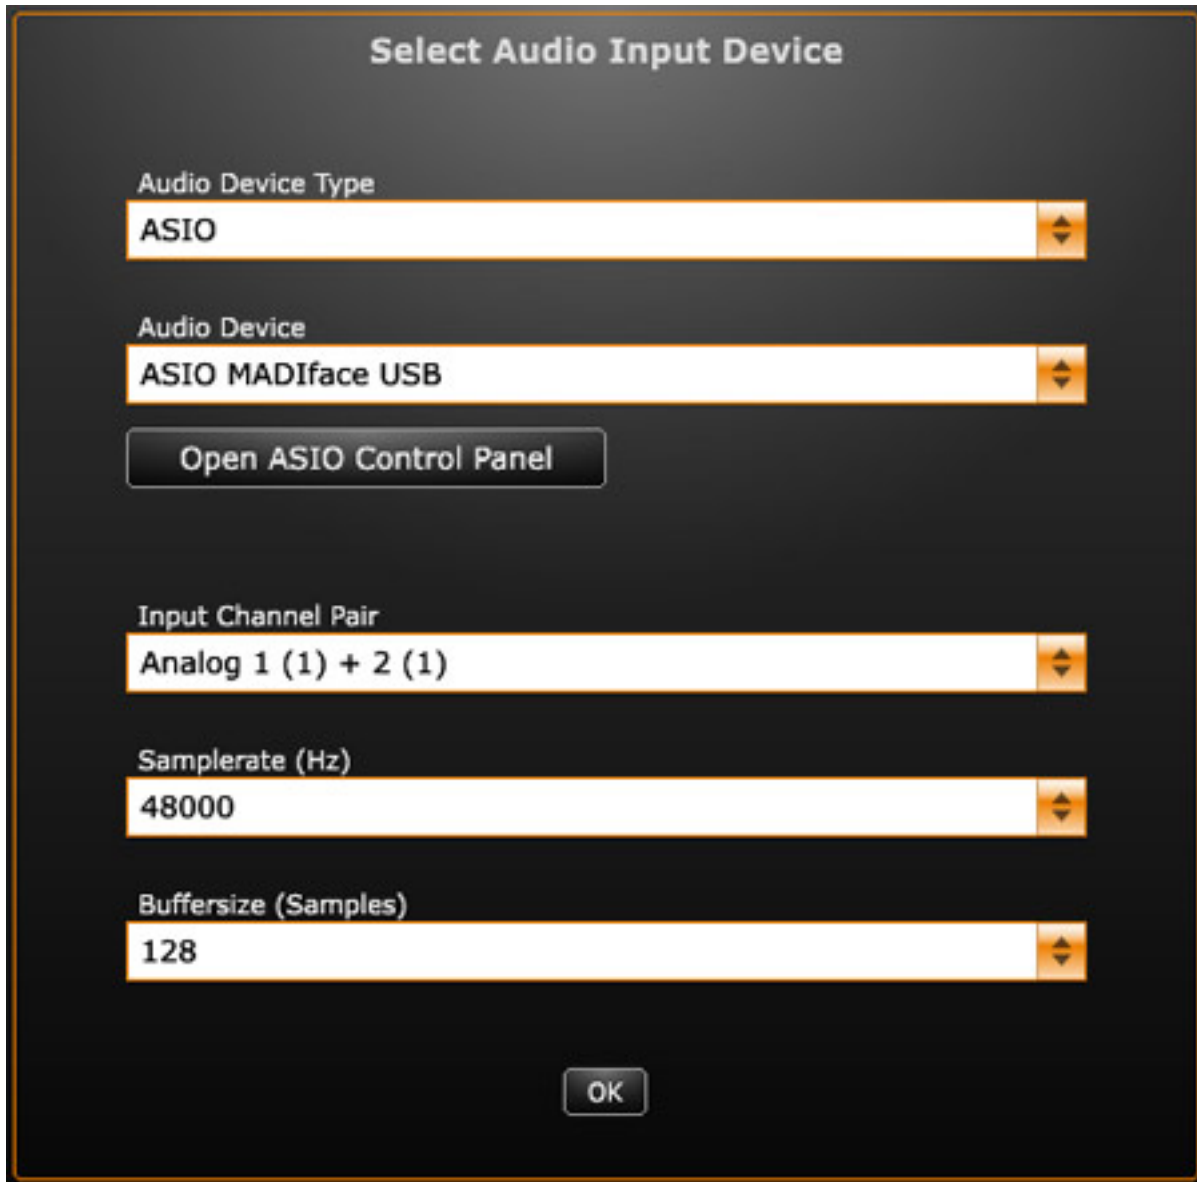 Select Audio Input Device
Audio Device Type
ASIO
Audio Device
ASIO MADIface USB
Open ASIO Control Panel
Input Channel Pair
Analog 1 (1) + 2 (1)
Samplerate (Hz)
48000
Buffersize (Samples)
128
OK